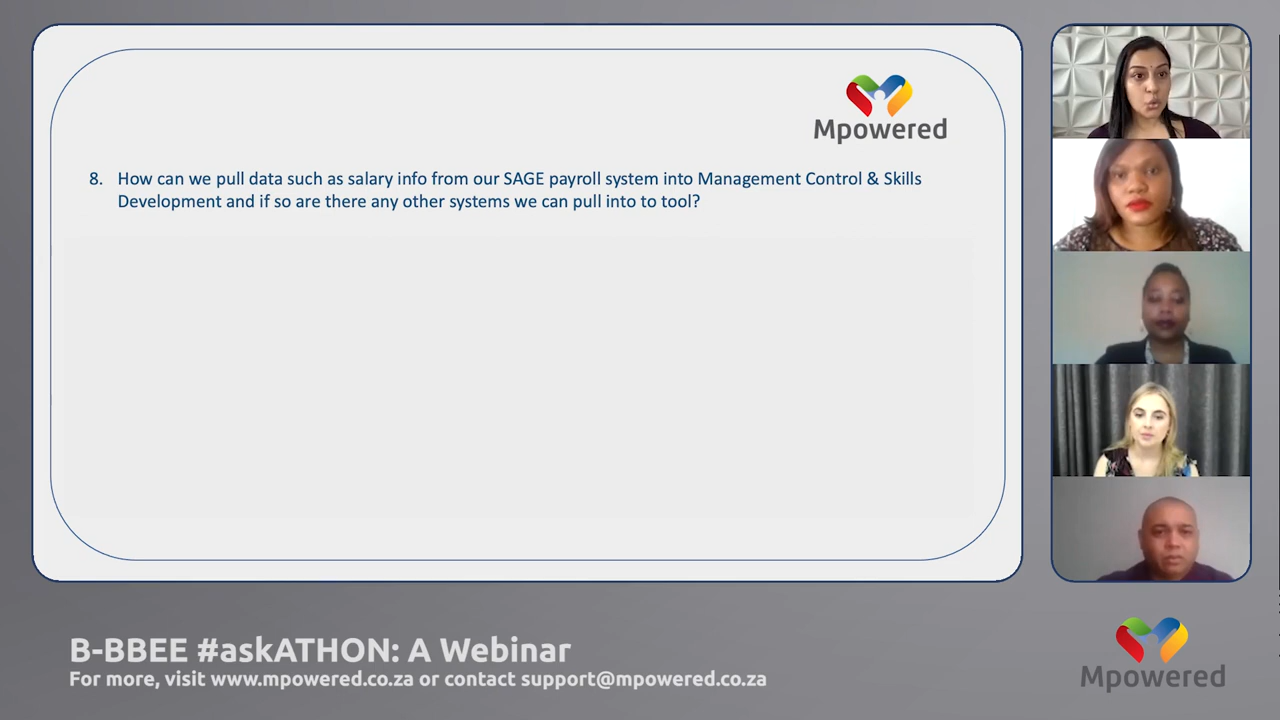 Mpowered
8. How can we pull data such as salary info from our SAGE payroll system into Management Control & Skills
Development and if so are there any other systems we can pull into to tool?
B-BBEE #askATHON: A Webinar
For more, visit www.mpowered.co.za or contact support@mpowered.co.za
Mpowered